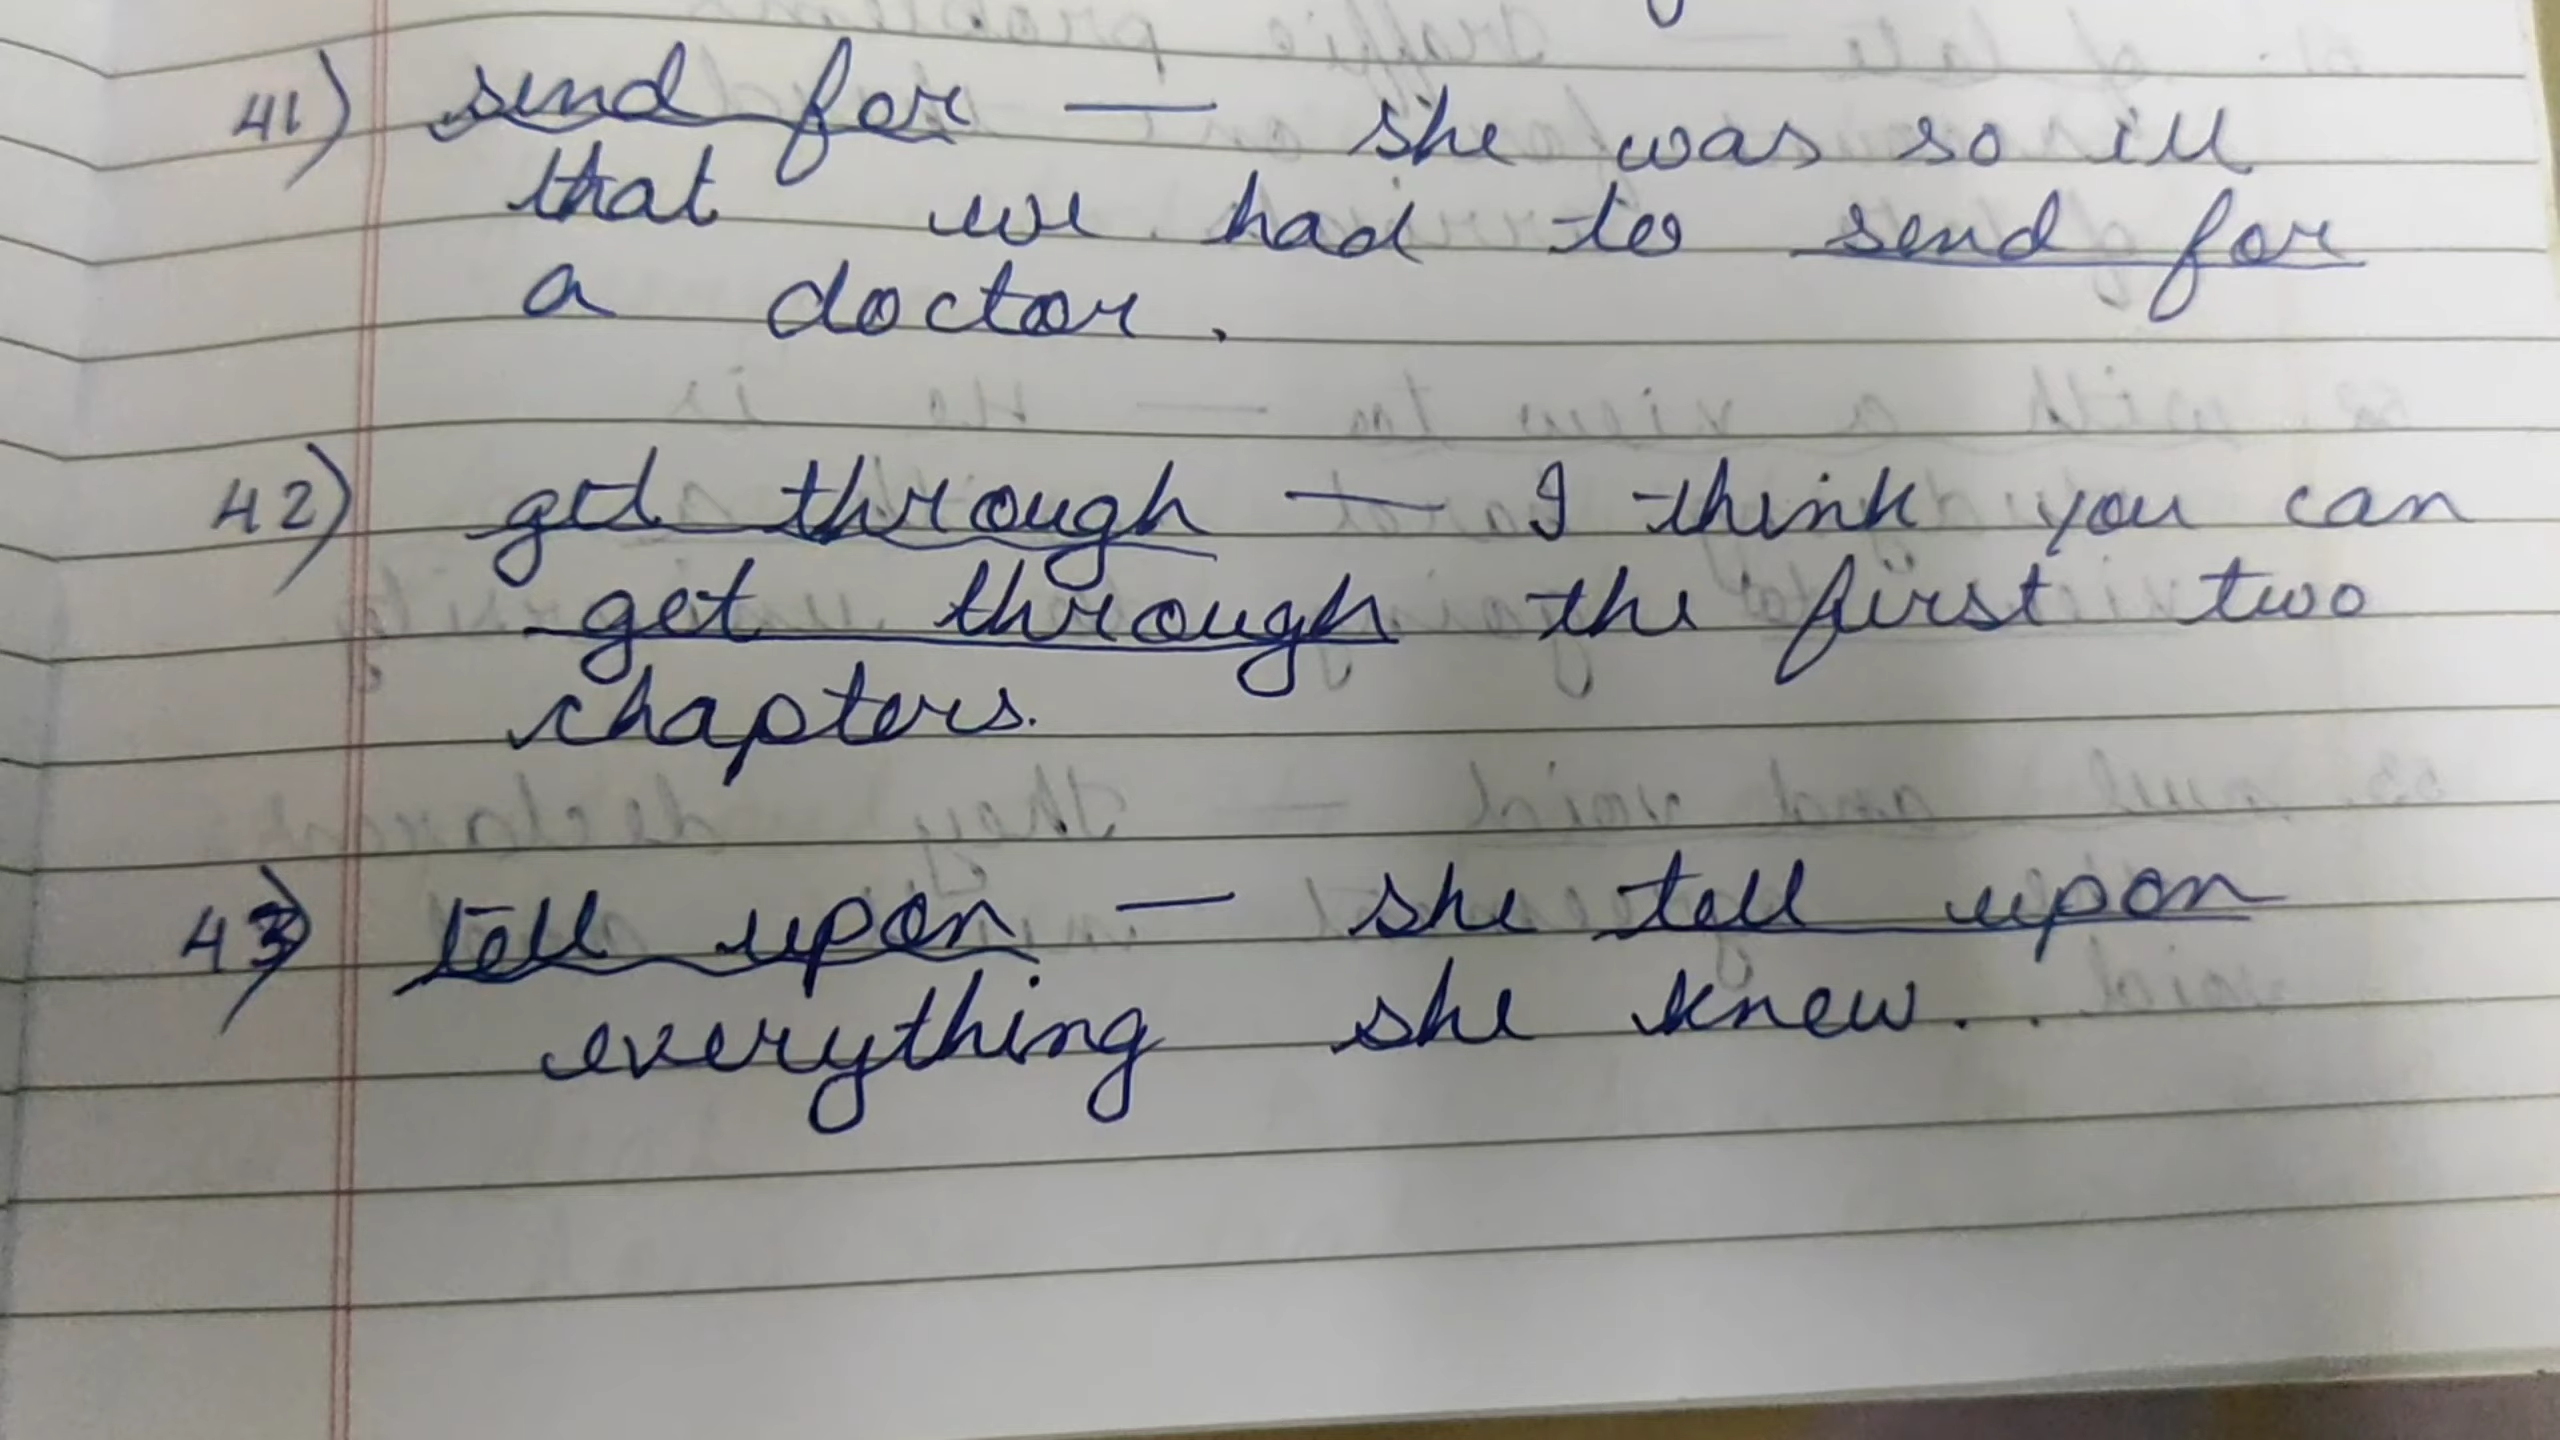 41) send for — she was so ill
that we had to send for
a doctor.
42) get through — I think you can
get through the first two
chapters.
43) tell upon — she tell upon
everything she knew.